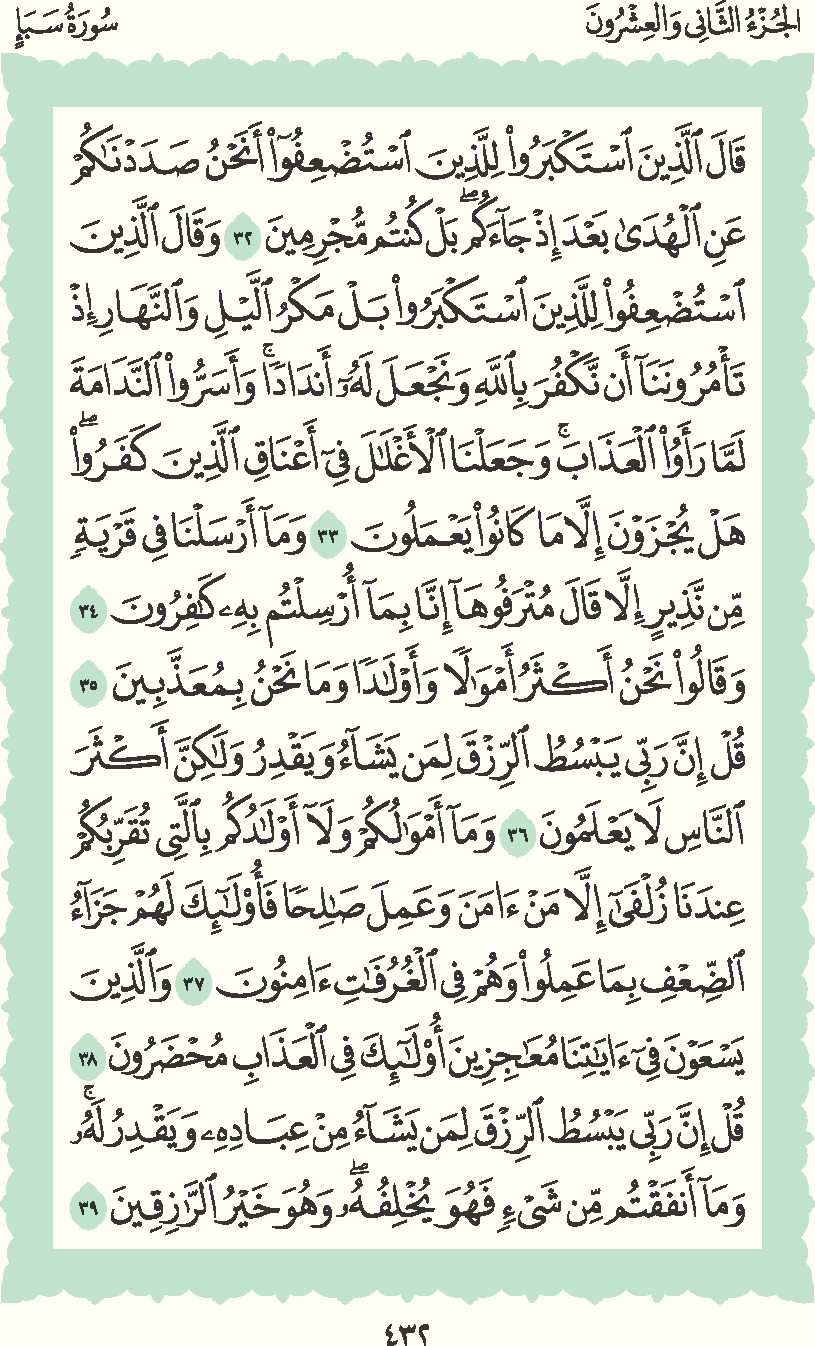 الجُزْءُ الثَّانِي وَالعِشْرُونَ
سُورَةُ سَبَإٍ
قَالَ ٱلَّذِينَ ٱسۡتَكۡبَرُواْ لِلَّذِينَ ٱسۡتُضۡعِفُوٓاْ أَنَحۡنُ صَدَدۡنَٰكُمۡ
عَنِ ٱلۡهُدَىٰ بَعۡدَ إِذۡ جَآءَكُمۖ بَلۡ كُنتُم مُّجۡرِمِينَ ٣٢ وَقَالَ ٱلَّذِينَ
ٱسۡتُضۡعِفُواْ لِلَّذِينَ ٱسۡتَكۡبَرُواْ بَلۡ مَكۡرُ ٱلَّيۡلِ وَٱلنَّهَارِ إِذۡ
تَأۡمُرُونَنَآ أَن نَّكۡفُرَ بِٱللَّهِ وَنَجۡعَلَ لَهُۥٓ أَندَادٗاۚ وَأَسَرُّواْ ٱلنَّدَامَةَ
لَمَّا رَأَوُاْ ٱلۡعَذَابَۚ وَجَعَلۡنَا ٱلۡأَغۡلَٰلَ فِيٓ أَعۡنَاقِ ٱلَّذِينَ كَفَرُواْۖ
هَلۡ يُجۡزَوۡنَ إِلَّا مَا كَانُواْ يَعۡمَلُونَ ٣٣ وَمَآ أَرۡسَلۡنَا فِي قَرۡيَةٖ
مِّن نَّذِيرٍ إِلَّا قَالَ مُتۡرَفُوهَآ إِنَّا بِمَآ أُرۡسِلۡتُم بِهِۦ كَٰفِرُونَ ٣٤
وَقَالُواْ نَحۡنُ أَكۡثَرُ أَمۡوَٰلٗا وَأَوۡلَٰدٗا وَمَا نَحۡنُ بِمُعَذَّبِينَ ٣٥
قُلۡ إِنَّ رَبِّي يَبۡسُطُ ٱلرِّزۡقَ لِمَن يَشَآءُ وَيَقۡدِرُ وَلَٰكِنَّ أَكۡثَرَ
ٱلنَّاسِ لَا يَعۡلَمُونَ ٣٦ وَمَآ أَمۡوَٰلُكُمۡ وَلَآ أَوۡلَٰدُكُم بِٱلَّتِي تُقَرِّبُكُمۡ
عِندَنَا زُلۡفَىٰٓ إِلَّا مَنۡ ءَامَنَ وَعَمِلَ صَٰلِحٗا فَأُوْلَٰٓئِكَ لَهُمۡ جَزَآءُ
ٱلضِّعۡفِ بِمَا عَمِلُواْ وَهُمۡ فِي ٱلۡغُرُفَٰتِ ءَامِنُونَ ٣٧ وَٱلَّذِينَ
يَسۡعَوۡنَ فِيٓ ءَايَٰتِنَا مُعَٰجِزِينَ أُوْلَٰٓئِكَ فِي ٱلۡعَذَابِ مُحۡضَرُونَ ٣٨
قُلۡ إِنَّ رَبِّي يَبۡسُطُ ٱلرِّزۡقَ لِمَن يَشَآءُ مِنۡ عِبَادِهِۦ وَيَقۡدِرُ لَهُۥۚ
وَمَآ أَنفَقۡتُم مِّن شَيۡءٖ فَهُوَ يُخۡلِفُهُۥۖ وَهُوَ خَيۡرُ ٱلرَّٰزِقِينَ ٣٩
٤٣٢